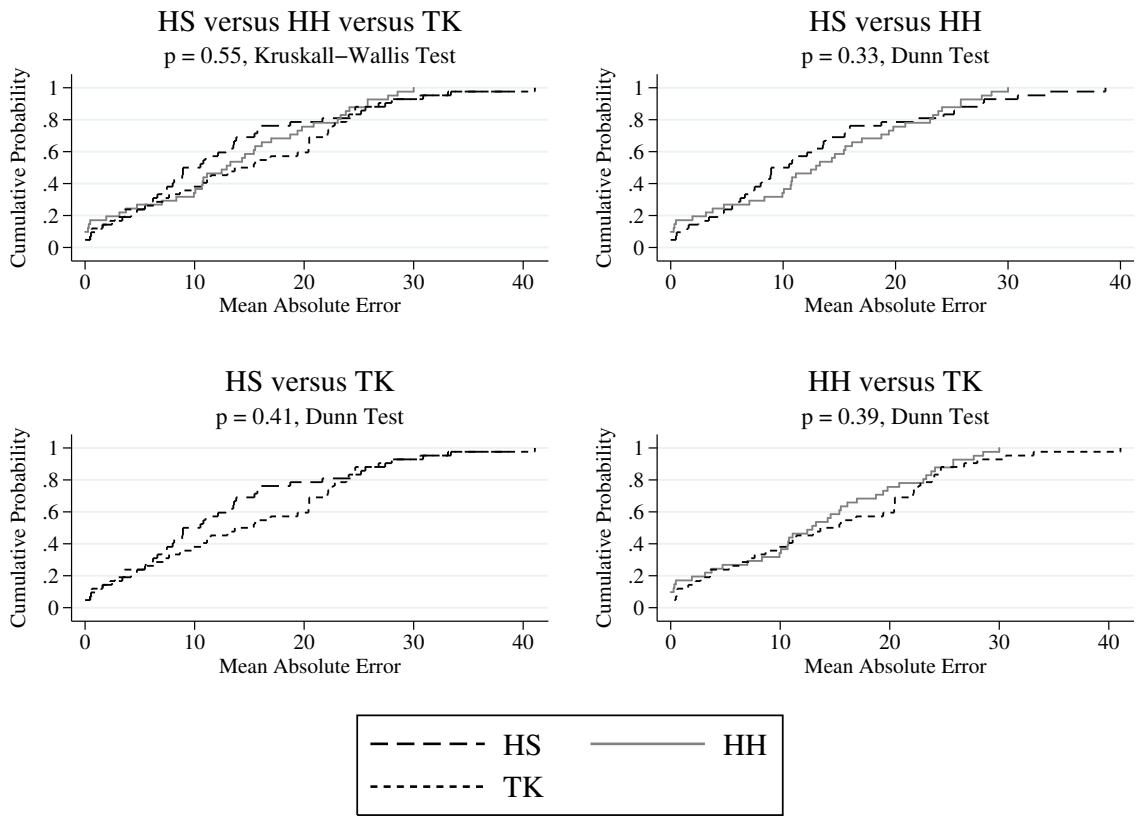 HS versus HH versus TK
p = 0.55, Kruskall−Wallis Test
Cumulative Probability
1
.8
.6
.4
.2
0
0 10 20 30 40
Mean Absolute Error
HS versus HH
p = 0.33, Dunn Test
Cumulative Probability
1
.8
.6
.4
.2
0
0 10 20 30 40
Mean Absolute Error
HS versus TK
p = 0.41, Dunn Test
Cumulative Probability
1
.8
.6
.4
.2
0
0 10 20 30 40
Mean Absolute Error
HH versus TK
p = 0.39, Dunn Test
Cumulative Probability
1
.8
.6
.4
.2
0
0 10 20 30 40
Mean Absolute Error
HS HH
TK